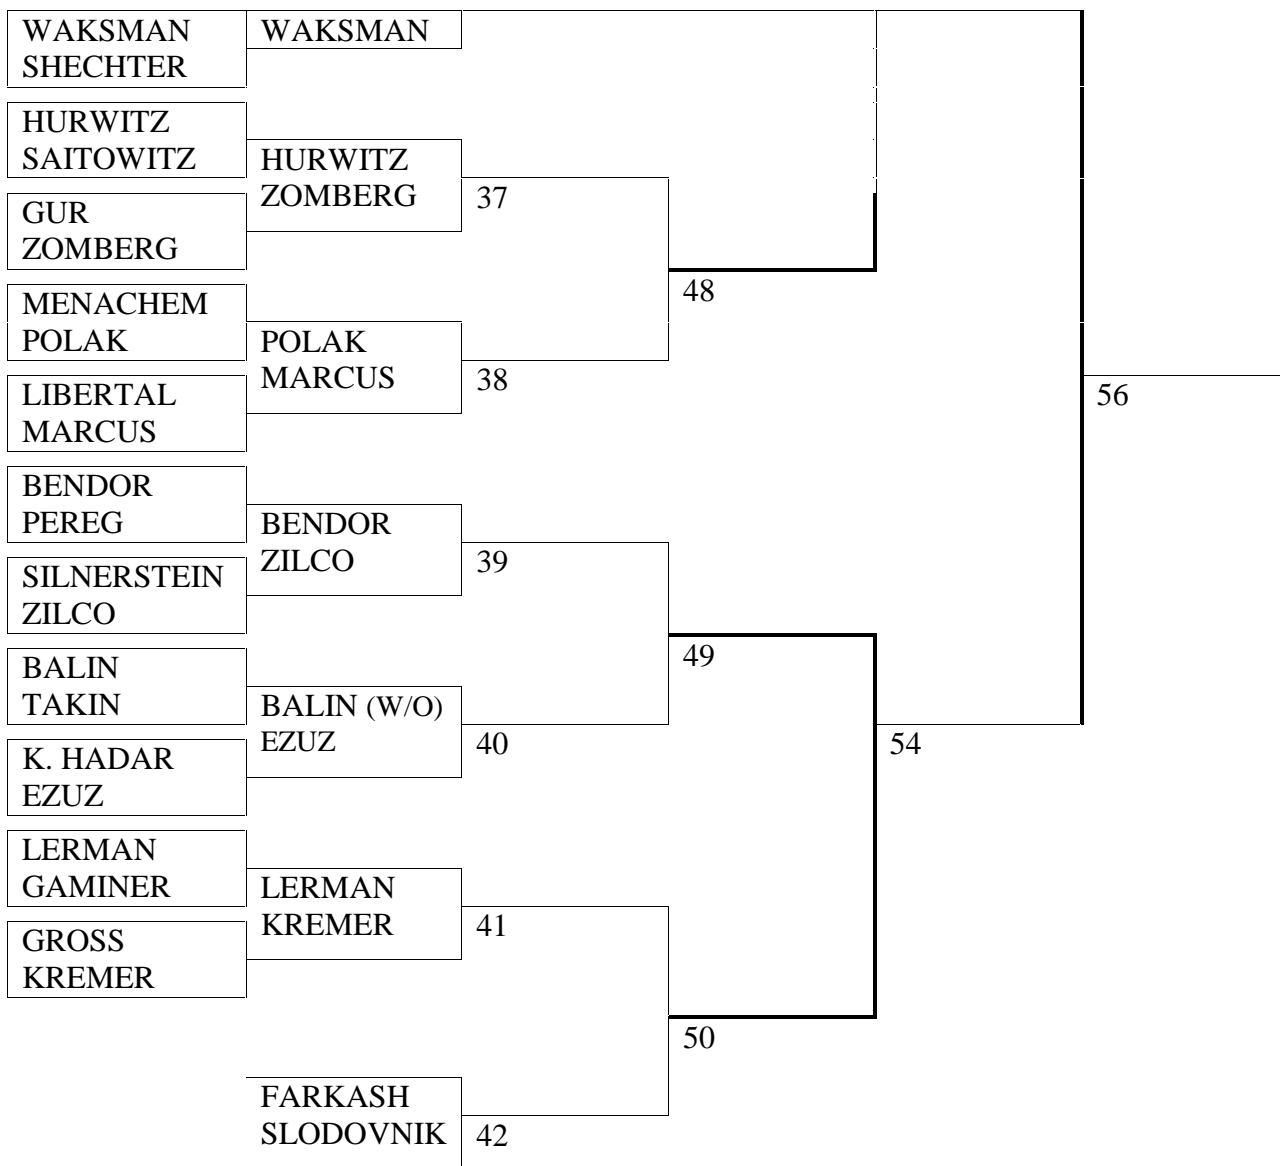 WAKSMAN
SHECHTER
WAKSMAN
HURWITZ
SAITOWITZ
HURWITZ
ZOMBERG
37
GUR
ZOMBERG
48
MENACHEM
POLAK
POLAK
MARCUS
38
LIBERTAL
MARCUS
56
BENDOR
PEREG
BENDOR
ZILCO
39
SILNERSTEIN
ZILCO
49
BALIN
TAKIN
BALIN (W/O)
EZUZ
40
54
K. HADAR
EZUZ
LERMAN
GAMINER
LERMAN
KREMER
41
GROSS
KREMER
50
FARKASH
SLODOVNIK
42